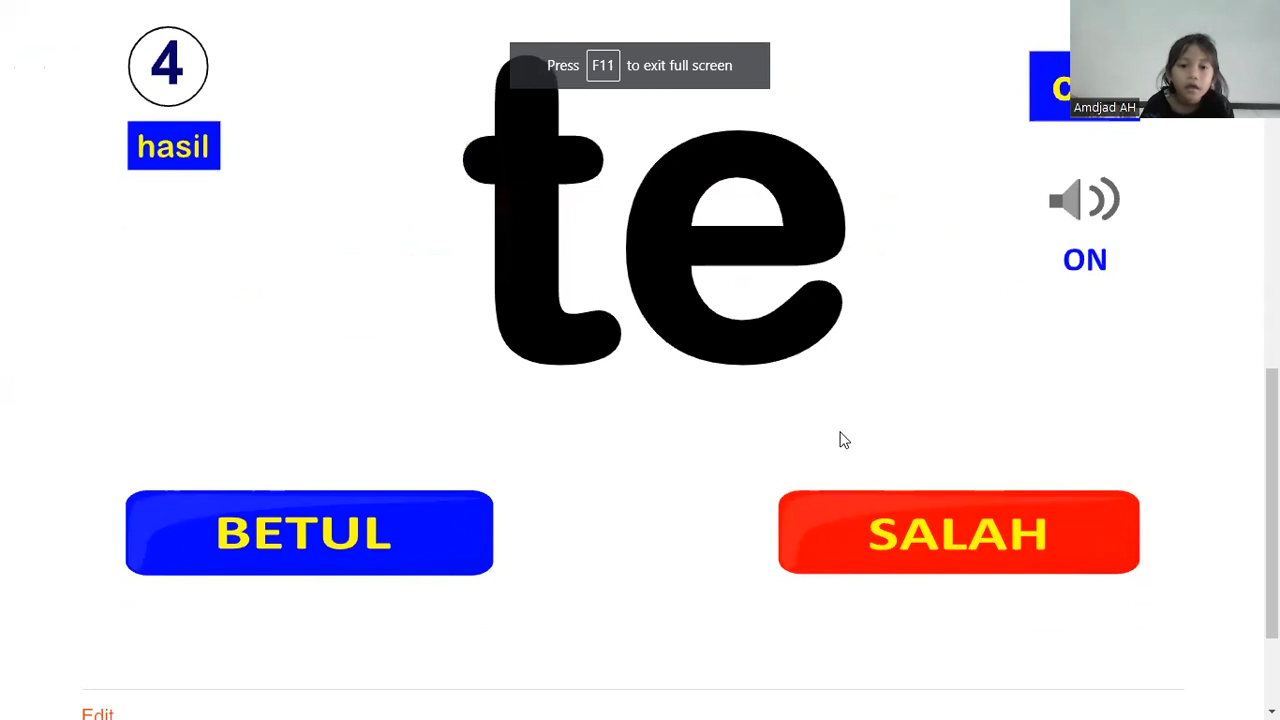 4
hasil
te
Press F11 to exit full screen
Amdjad AH
ON
BETUL
SALAH
Edit